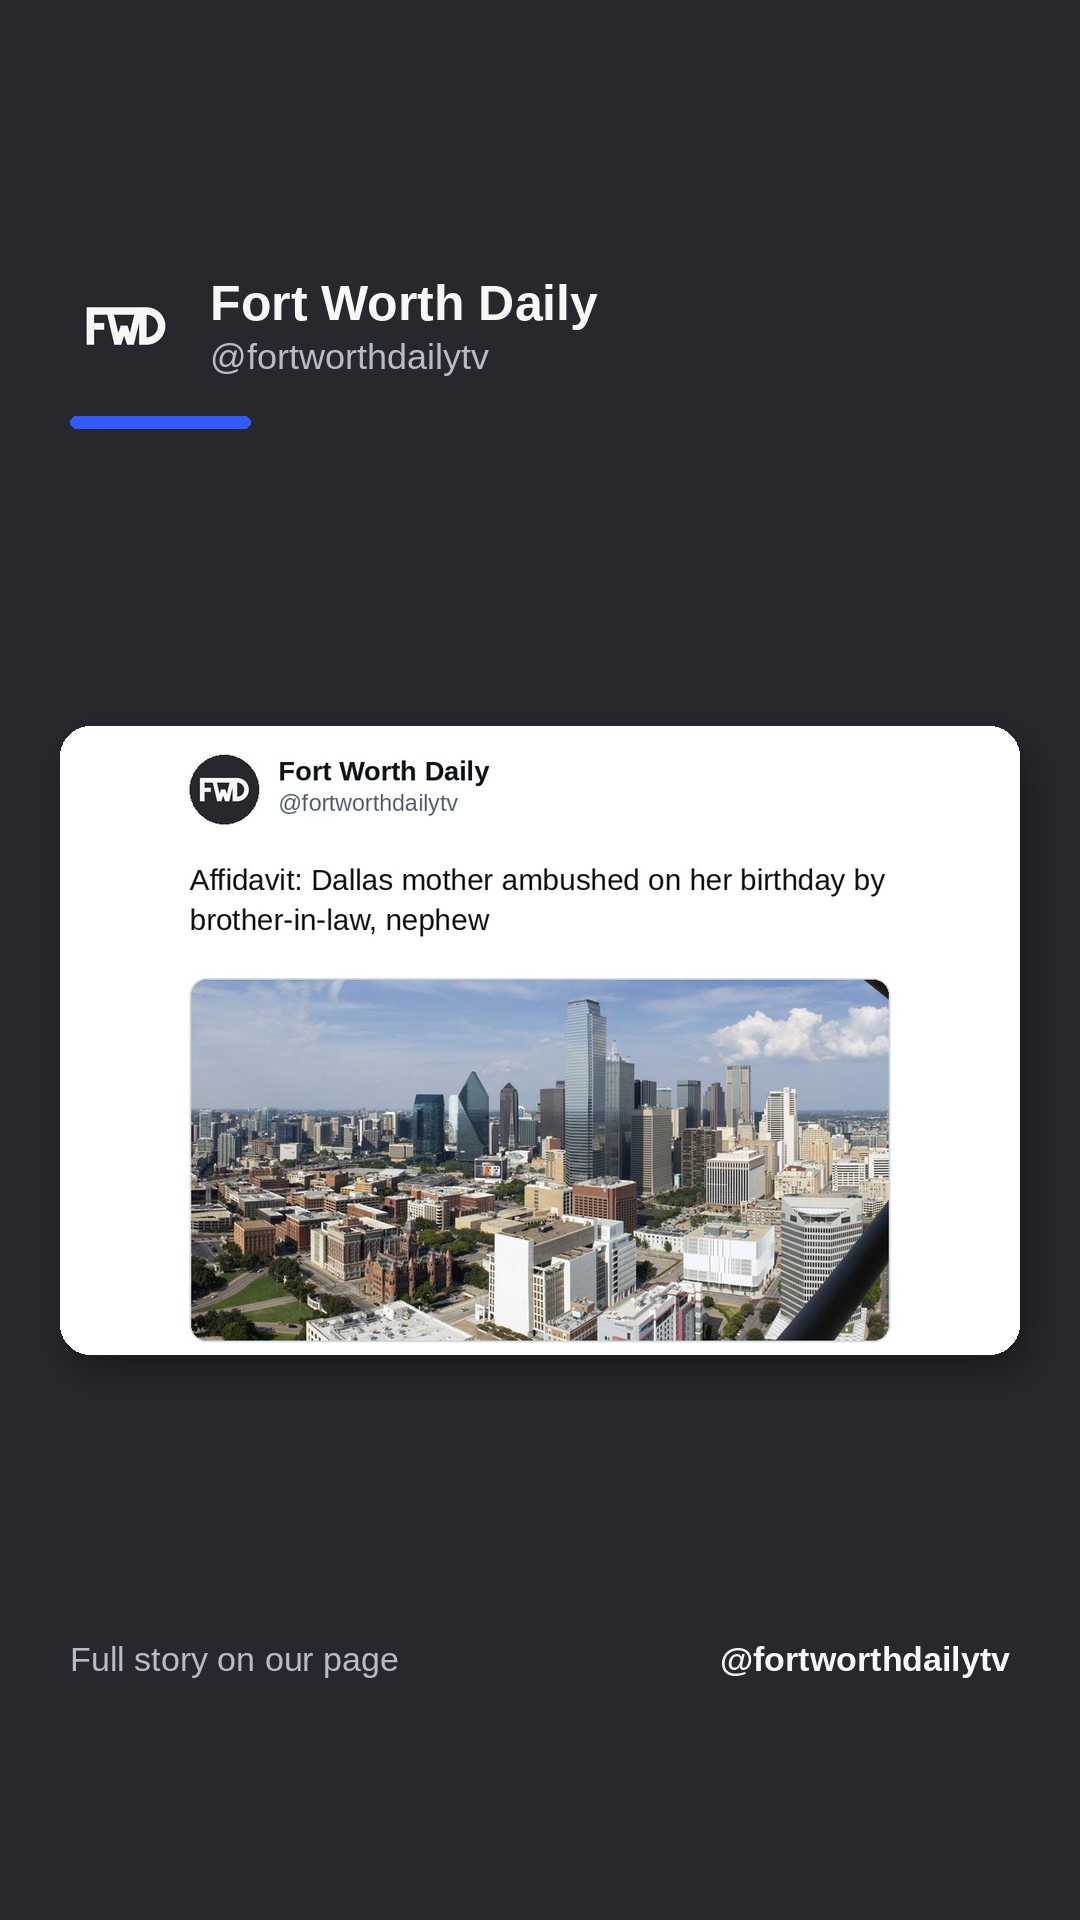 FWD
Fort Worth Daily
@fortworthdailytv
FWD
Fort Worth Daily
@fortworthdailytv
Affidavit: Dallas mother ambushed on her birthday by
brother-in-law, nephew
Full story on our page
@fortworthdailytv